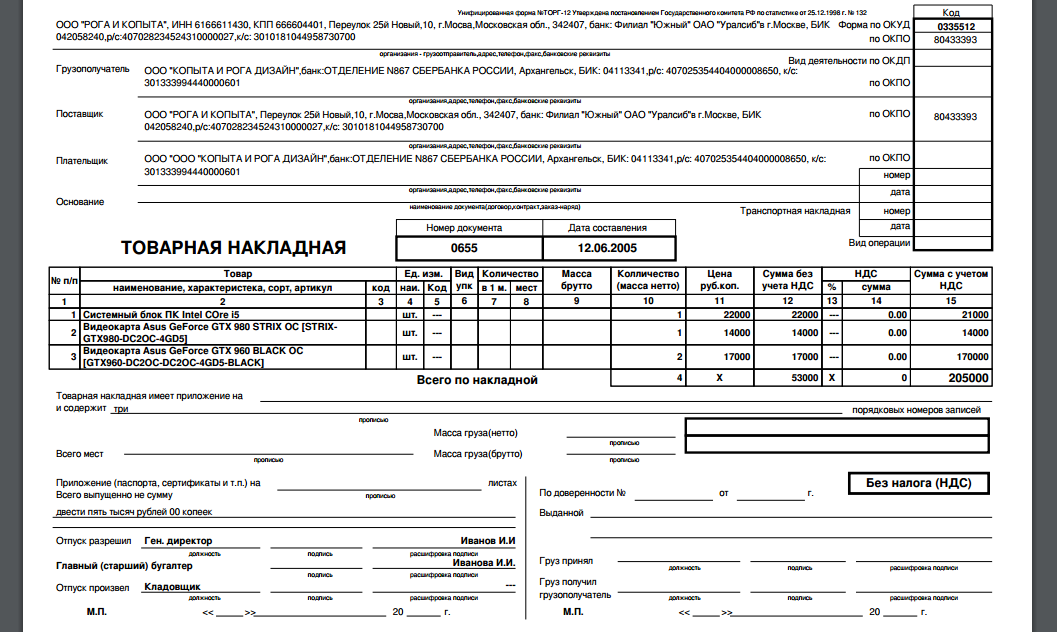 Унифицированная форма №ТОРГ-12 Утверждена постановлением Государственного комитета РФ по статистике от 25.12.1998 г. № 132
Код
ООО "РОГА И КОПЫТА", ИНН 6166611430, КПП 666604401, Переулок 25й Новый,10, г.Мосва,Московская обл., 342407, банк: Филиал "Южный" ОАО "Уралсиб"в г.Москве, БИК Форма по ОКУД 0335512
042058240,р/с:407028234524310000027,к/с: 3010181044958730700 по ОКПО 80433393
организация - грузоотправитель,адрес,телефон,факс,банковские реквизиты
Вид деятельности по ОКДП
Грузополучатель ООО "КОПЫТА И РОГА ДИЗАЙН",банк:ОТДЕЛЕНИЕ N867 СБЕРБАНКА РОССИИ, Архангельск, БИК: 04113341,р/с: 407025354404000008650, к/с:
301333994440000601 по ОКПО
организация,адрес,телефон,факс,банковские реквизиты
Поставщик ООО "РОГА И КОПЫТА", Переулок 25й Новый,10, г.Мосва,Московская обл., 342407, банк: Филиал "Южный" ОАО "Уралсиб"в г.Москве, БИК по ОКПО 80433393
042058240,р/с:407028234524310000027,к/с: 3010181044958730700
организация,адрес,телефон,факс,банковские реквизиты
Плательщик ООО "ООО "КОПЫТА И РОГА ДИЗАЙН",банк:ОТДЕЛЕНИЕ N867 СБЕРБАНКА РОССИИ, Архангельск, БИК: 04113341,р/с: 407025354404000008650, к/с: по ОКПО
301333994440000601
номер
организация,адрес,телефон,факс,банковские реквизиты
дата
Основание
наименование документа(договор,контракт,заказ-наряд)
Транспортная накладная номер
дата
Вид операции
Номер документа Дата составления
ТОВАРНАЯ НАКЛАДНАЯ 0655 12.06.2005
№ п/п Товар Ед. изм. Вид упк Количество Масса брутто Колличество (масса нетто) Цена руб.коп. Сумма без учета НДС НДС Сумма с учетом НДС
наименование, характеристека, сорт, артикул код наи. Код в 1 м. мест % сумма
1 2 3 4 5 6 7 8 9 10 11 12 13 14 15
1 Системный блок ПК Intel COre i5 шт. --- 1 22000 22000 --- 0.00 21000
2 Видеокарта Asus GeForce GTX 980 STRIX OC [STRIX-
GTX980-DC2OC-4GD5] шт. --- 1 14000 14000 --- 0.00 14000
3 Видеокарта Asus GeForce GTX 960 BLACK OC
[GTX960-DC2OC-DC2OC-4GD5-BLACK] шт. --- 2 17000 17000 --- 0.00 170000
Всего по накладной 4 X 53000 X 0 205000
Товарная накладная имеет приложение на
и содержит три порядковых номеров записей
прописью
Масса груза(нетто)
прописью
Всего мест Масса груза(брутто)
прописью прописью
Приложение (паспорта, сертификаты и т.п.) на листах
прописью
Всего выпущенно не сумму
двести пять тысяч рублей 00 копеек
Отпуск разрешил Ген. директор Иванов И.И
должность подпись расшифровка подписи
Главный (старший) бугалтер Иванова И.И.
подпись расшифровка подписи
Отпуск произвел Кладовщик ---
должность подпись расшифровка подписи
М.П. << >> 20 г.
Без налога (НДС)
По доверенности № от г.
Выданной
Груз принял
должность подпись расшифровка подписи
Груз получил
грузополучатель
должность подпись расшифровка подписи
М.П. << >> 20 г.